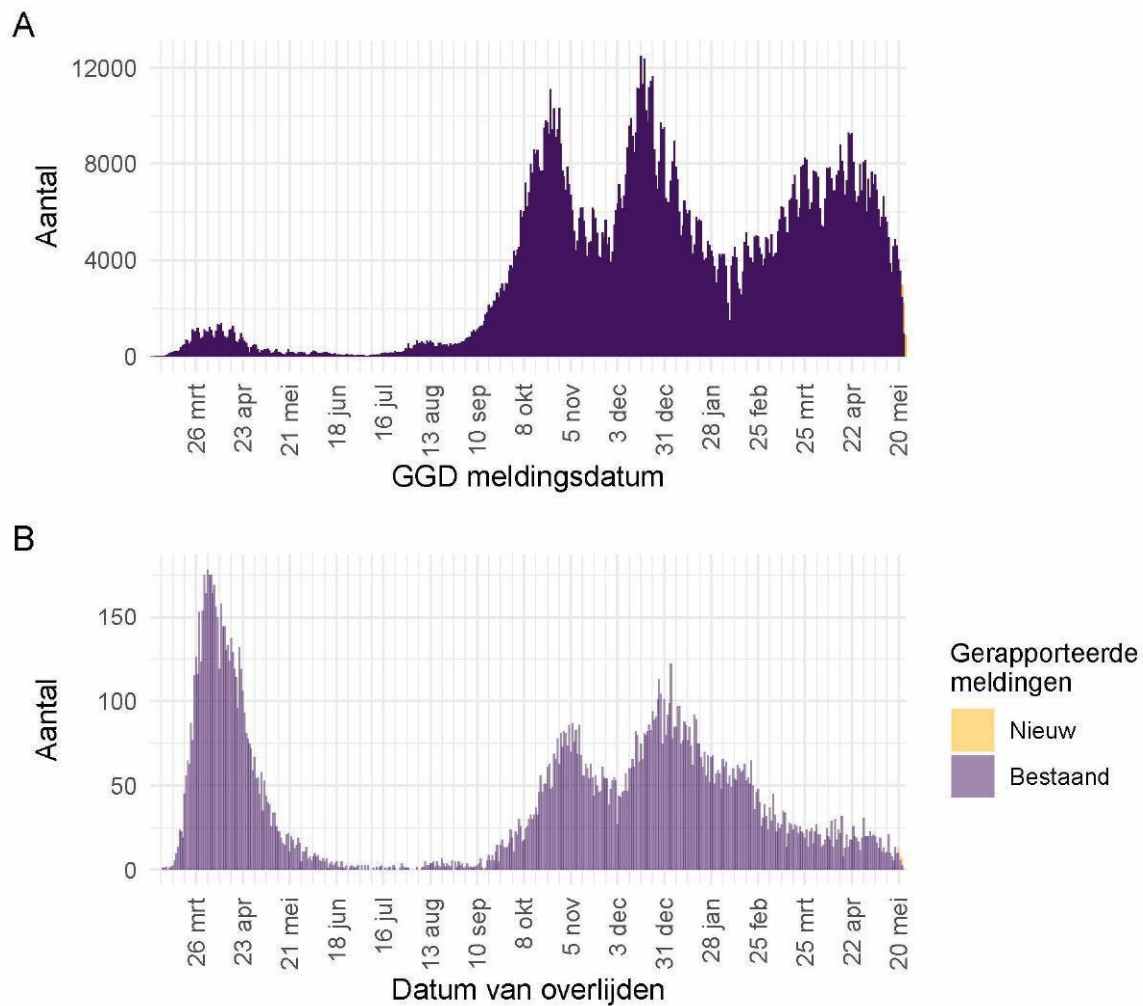 A
12000
8000
4000
0
Aantal
26 mrt
23 apr
21 mei
18 jun
16 jul
13 aug
10 sep
8 okt
5 nov
3 dec
31 dec
28 jan
25 feb
25 mrt
22 apr
20 mei
GGD meldingsdatum
B
150
100
50
0
Aantal
26 mrt
23 apr
21 mei
18 jun
16 jul
13 aug
10 sep
8 okt
5 nov
3 dec
31 dec
28 jan
25 feb
25 mrt
22 apr
20 mei
Datum van overlijden
Gerapporteerde
meldingen
Nieuw
Bestaand